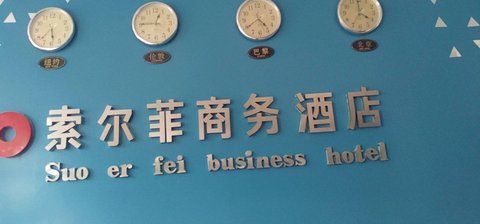 纽约 伦敦 巴黎 北京
索尔菲商务酒店
Suo er fei business hotel